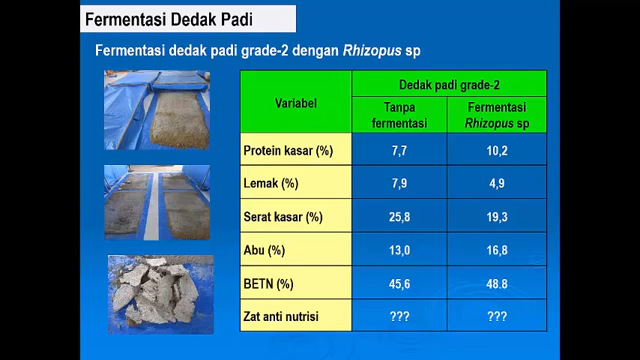 Fermentasi Dedak Padi
Fermentasi dedak padi grade-2 dengan Rhizopus sp
Variabel
Dedak padi grade-2
Tanpa fermentasi
Fermentasi Rhizopus sp
Protein kasar (%) 7,7 10,2
Lemak (%) 7,9 4,9
Serat kasar (%) 25,8 19,3
Abu (%) 13,0 16,8
BETN (%) 45,6 48.8
Zat anti nutrisi ??? ???